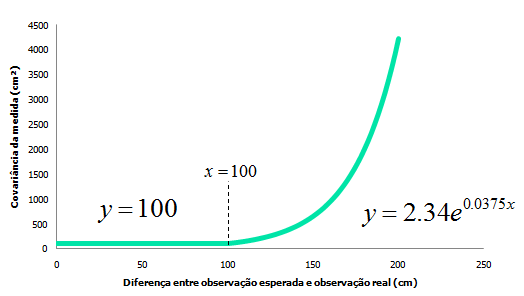 4500
4000
3500
3000
2500
2000
1500
1000
500
0
Covariância da medida (cm²)
x = 100
y = 100
y = 2.34e^{0.0375x}
0 50 100 150 200 250
Diferença entre observação esperada e observação real (cm)